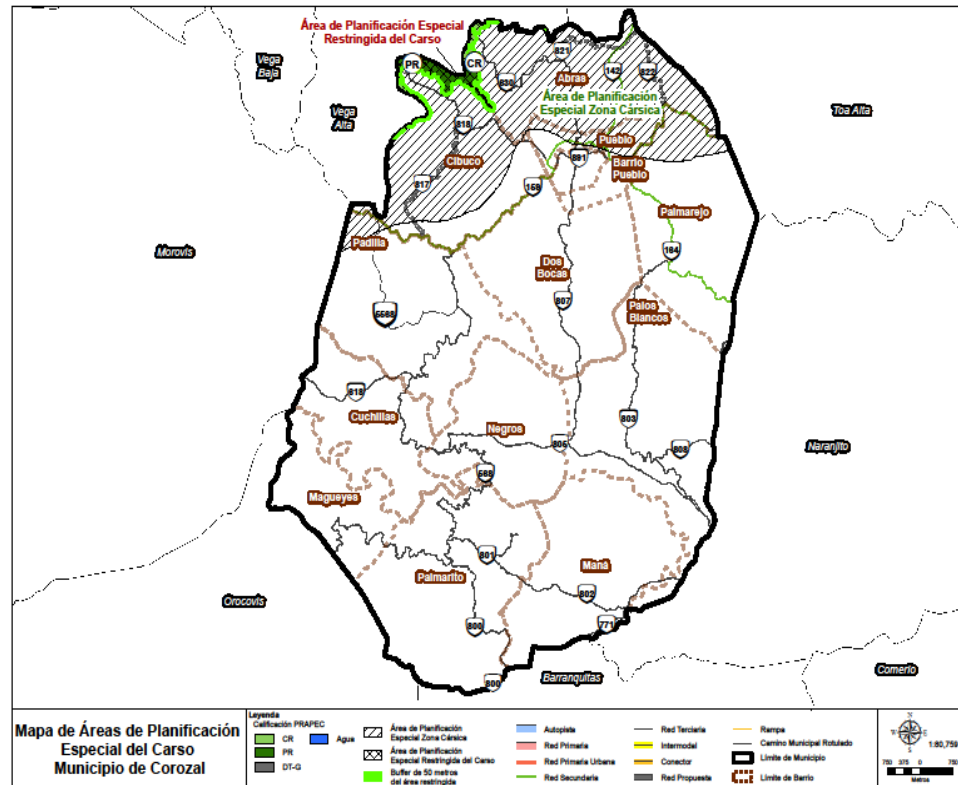 Área de Planificación Especial
Restringida del Carso
Vega
Baja
PR
CR
821
Abras
142
822
830
Área de Planificación
Especial Zona Cársica
Toa Alta
Vega
Alta
818
Pueblo
Cibuco
891
Barrio
Pueblo
817
159
Palmarejo
Morovis
Padilla
164
Dos
Bocas
807
Palos
Blancos
5568
818
Cuchillas
803
Negros
805
808
Naranjito
568
Magueyes
801
Maná
Palmarito
802
Orocovis
800
771
800
Barranquitas
Comerio
Mapa de Áreas de Planificación
Especial del Carso
Municipio de Corozal
Leyenda
Calificación PRAPEC
CR
Agua
PR
DT-G
Área de Planificación
Especial Zona Cársica
Área de Planificación
Especial Restringida del Carso
Buffer de 50 metros
del área restringida
Autopista
Red Primaria
Red Primaria Urbana
Red Secundaria
Red Terciaria
Intermodal
Conector
Red Propuesta
Rampa
Camino Municipal Rotulado
Límite de Municipio
Límite de Barrio
N
1:60,759
750 375 0 750
Metros